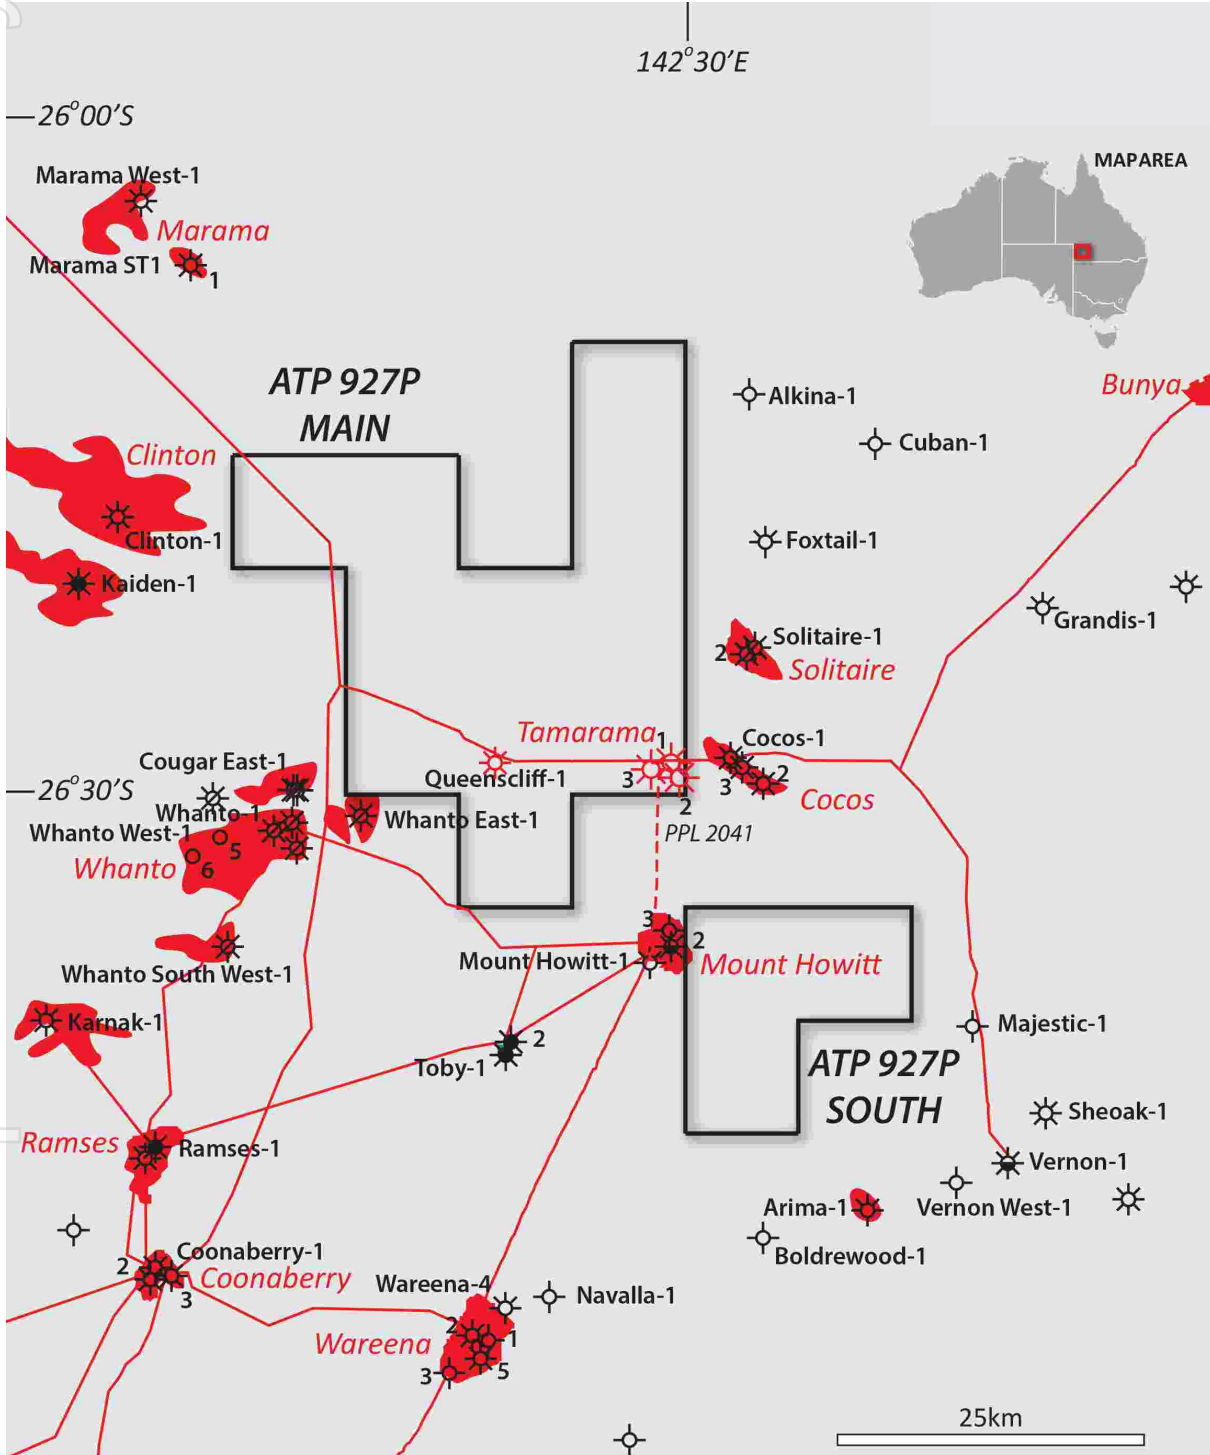 142°30'E
26°00'S
MAPAREA
Marama West-1
Marama
Marama ST1
1
ATP 927P
MAIN
Bunya
Alkina-1
Cuban-1
Clinton
Clinton-1
Foxtail-1
Kaiden-1
Grandis-1
Solitaire-1
2
Solitaire
Tamarama
1
Cocos-1
Cougar East-1
Queenscliff-1
3
2
3
2
Cocos
26°30'S
Whanto-1
Whanto West-1
5
Whanto East-1
PPL 2041
Whanto
6
3
2
Mount Howitt-1
Mount Howitt
Whanto South West-1
Karnak-1
Majestic-1
2
Toby-1
ATP 927P
SOUTH
Sheoak-1
Ramses
Ramses-1
Vernon-1
Arima-1
Vernon West-1
Boldrewood-1
Coonaberry-1
2
Coonaberry
3
Wareena-4
Navalla-1
2
1
Wareena
3
5
25km